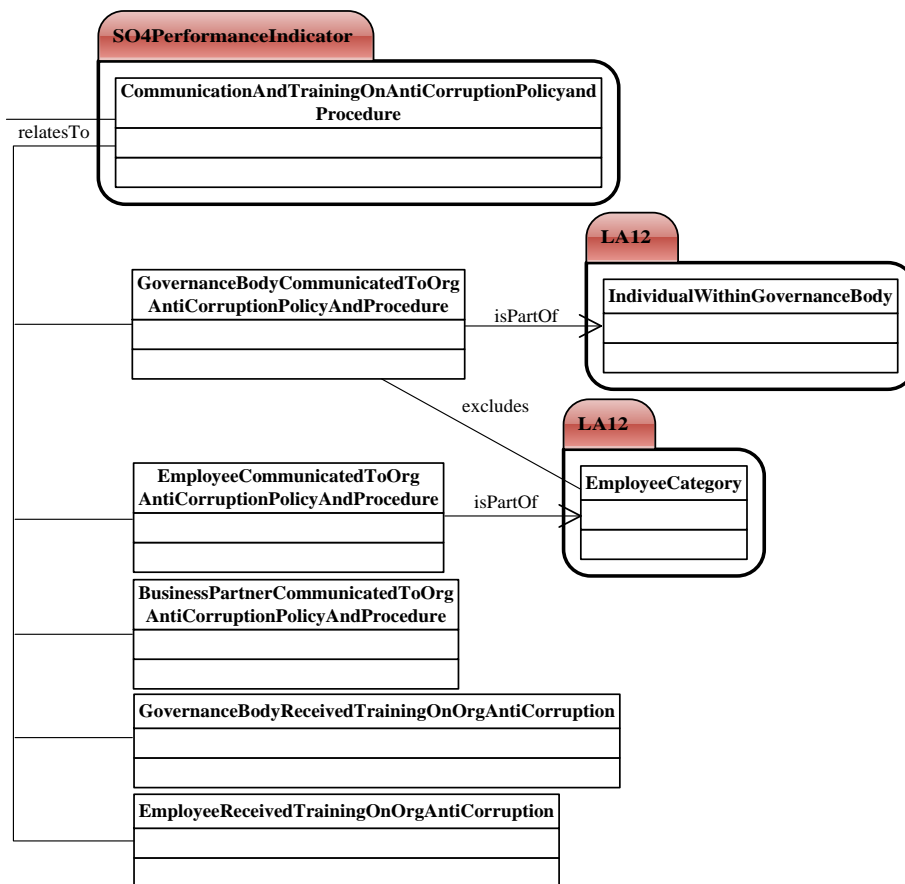 SO4PerformanceIndicator
CommunicationAndTrainingOnAntiCorruptionPolicyand
Procedure
relatesTo
LA12
GovernanceBodyCommunicatedToOrg
AntiCorruptionPolicyAndProcedure
isPartOf
IndividualWithinGovernanceBody
excludes
LA12
EmployeeCommunicatedToOrg
AntiCorruptionPolicyAndProcedure
isPartOf
EmployeeCategory
BusinessPartnerCommunicatedToOrg
AntiCorruptionPolicyAndProcedure
GovernanceBodyReceivedTrainingOnOrgAntiCorruption
EmployeeReceivedTrainingOnOrgAntiCorruption